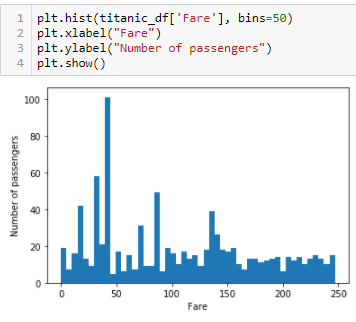 1 plt.hist(titanic_df['Fare'], bins=50)
2 plt.xlabel("Fare")
3 plt.ylabel("Number of passengers")
4 plt.show()
100
80
60
40
20
0
Number of passengers
0 50 100 150 200 250
Fare